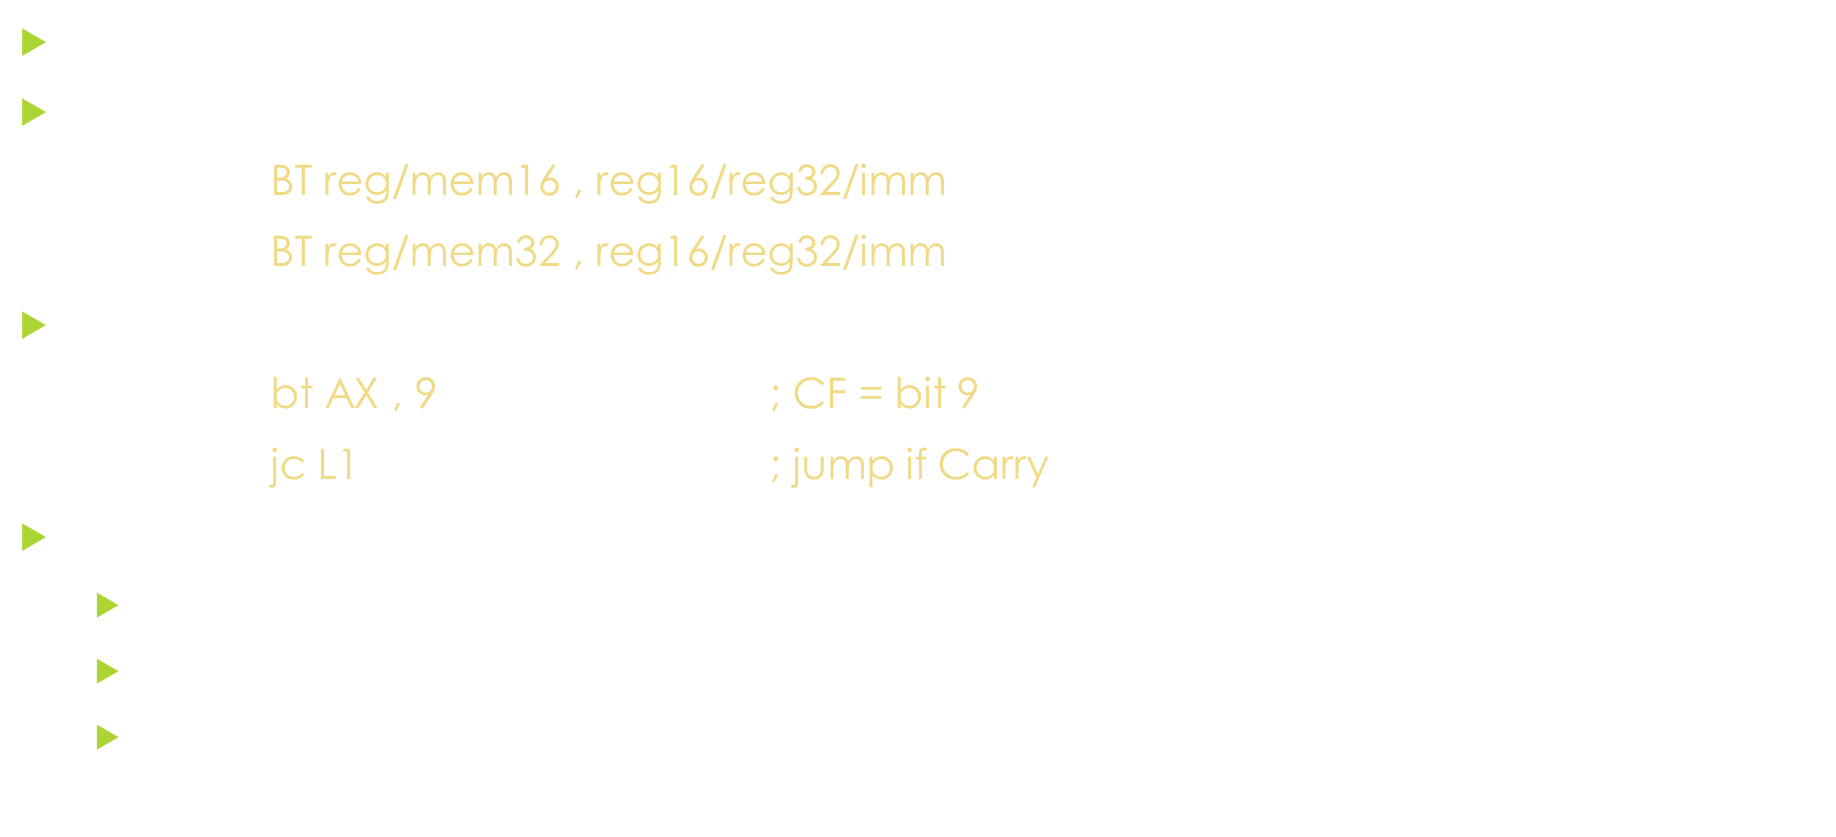 BT reg/mem16 , reg16/reg32/imm
BT reg/mem32 , reg16/reg32/imm
bt AX , 9 ; CF = bit 9
jc L1 ; jump if Carry